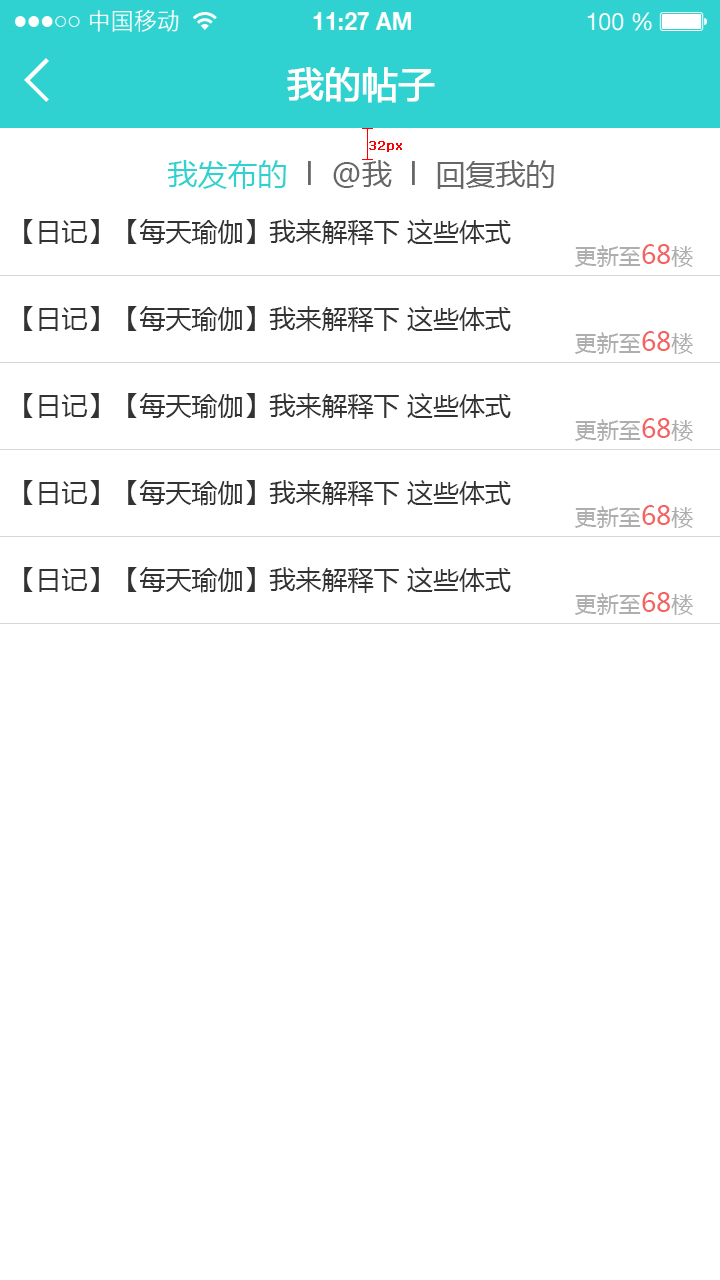 中国移动 11:27 AM 100 %
我的帖子
32px
我发布的 | @我 | 回复我的
【日记】【每天瑜伽】我来解释下 这些体式
更新至68楼
【日记】【每天瑜伽】我来解释下 这些体式
更新至68楼
【日记】【每天瑜伽】我来解释下 这些体式
更新至68楼
【日记】【每天瑜伽】我来解释下 这些体式
更新至68楼
【日记】【每天瑜伽】我来解释下 这些体式
更新至68楼